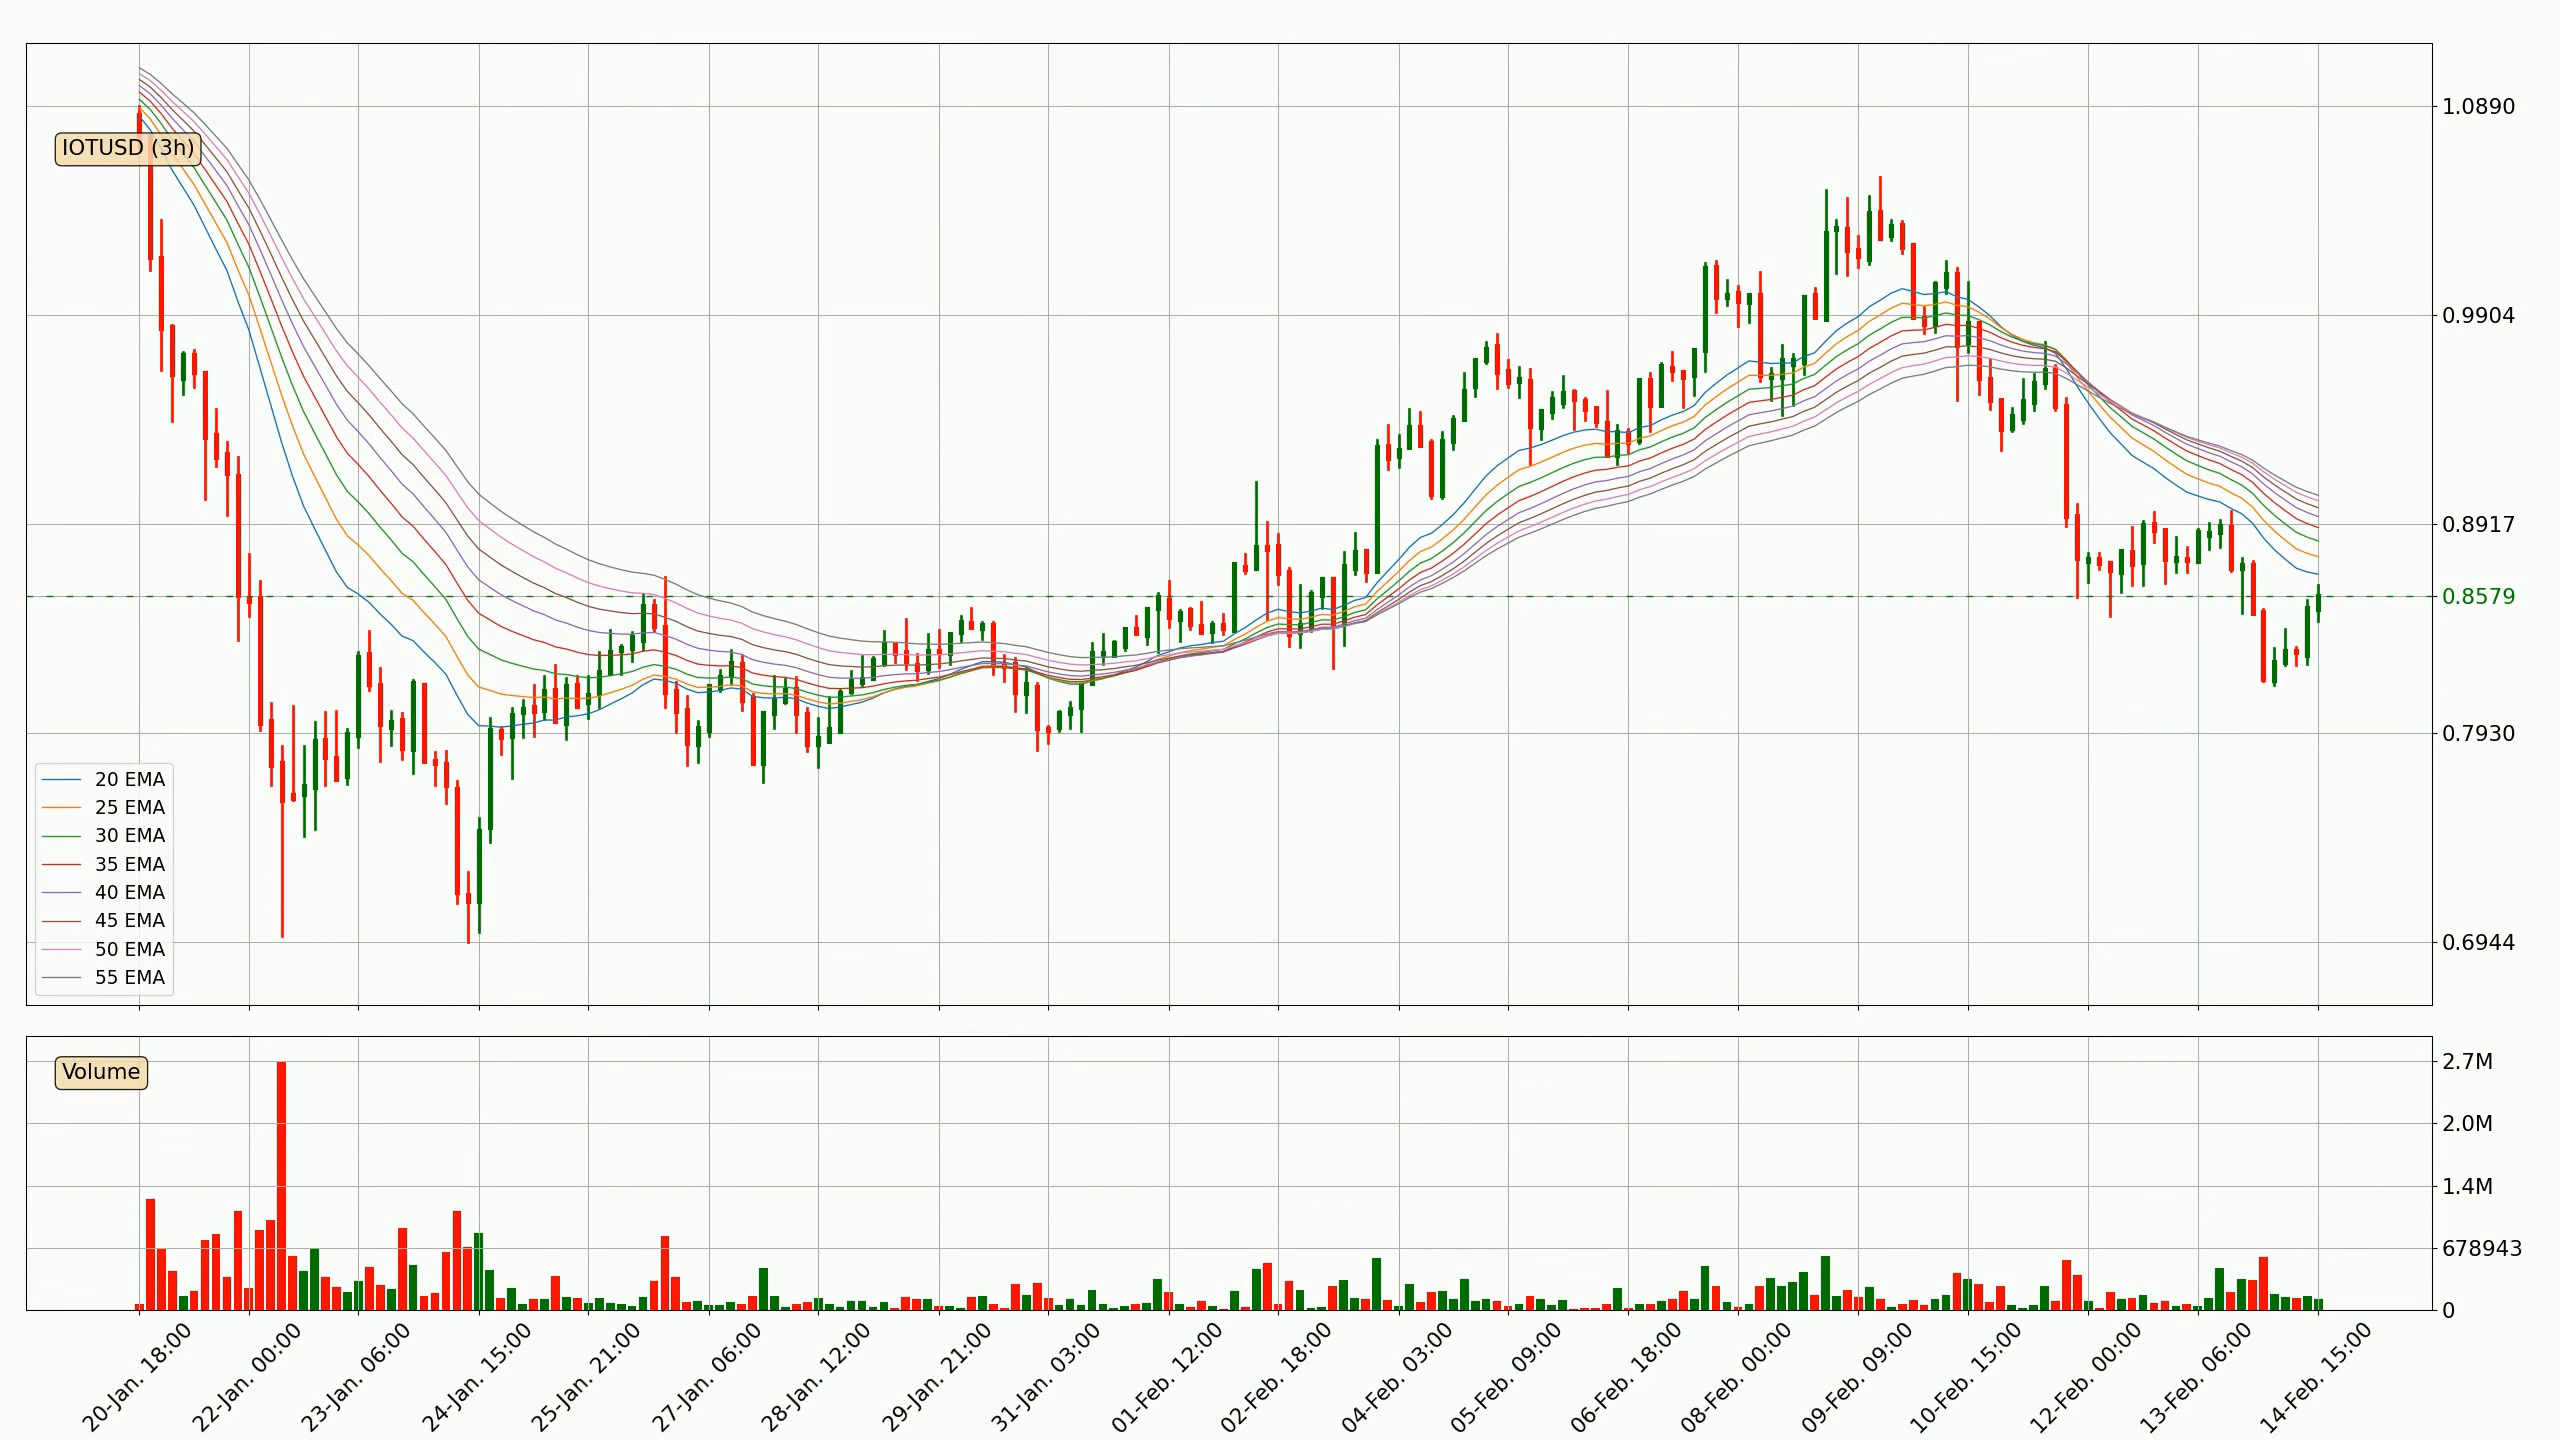 IOTUSD (3h)
1.0890
0.9904
0.8917
0.8579
0.7930
0.6944
20 EMA
25 EMA
30 EMA
35 EMA
40 EMA
45 EMA
50 EMA
55 EMA
Volume
2.7M
2.0M
1.4M
678943
0
20-Jan. 18:00
22-Jan. 00:00
23-Jan. 06:00
24-Jan. 15:00
25-Jan. 21:00
27-Jan. 06:00
28-Jan. 12:00
29-Jan. 21:00
31-Jan. 03:00
01-Feb. 12:00
02-Feb. 18:00
04-Feb. 03:00
05-Feb. 09:00
06-Feb. 18:00
08-Feb. 00:00
09-Feb. 09:00
10-Feb. 15:00
12-Feb. 00:00
13-Feb. 06:00
14-Feb. 15:00